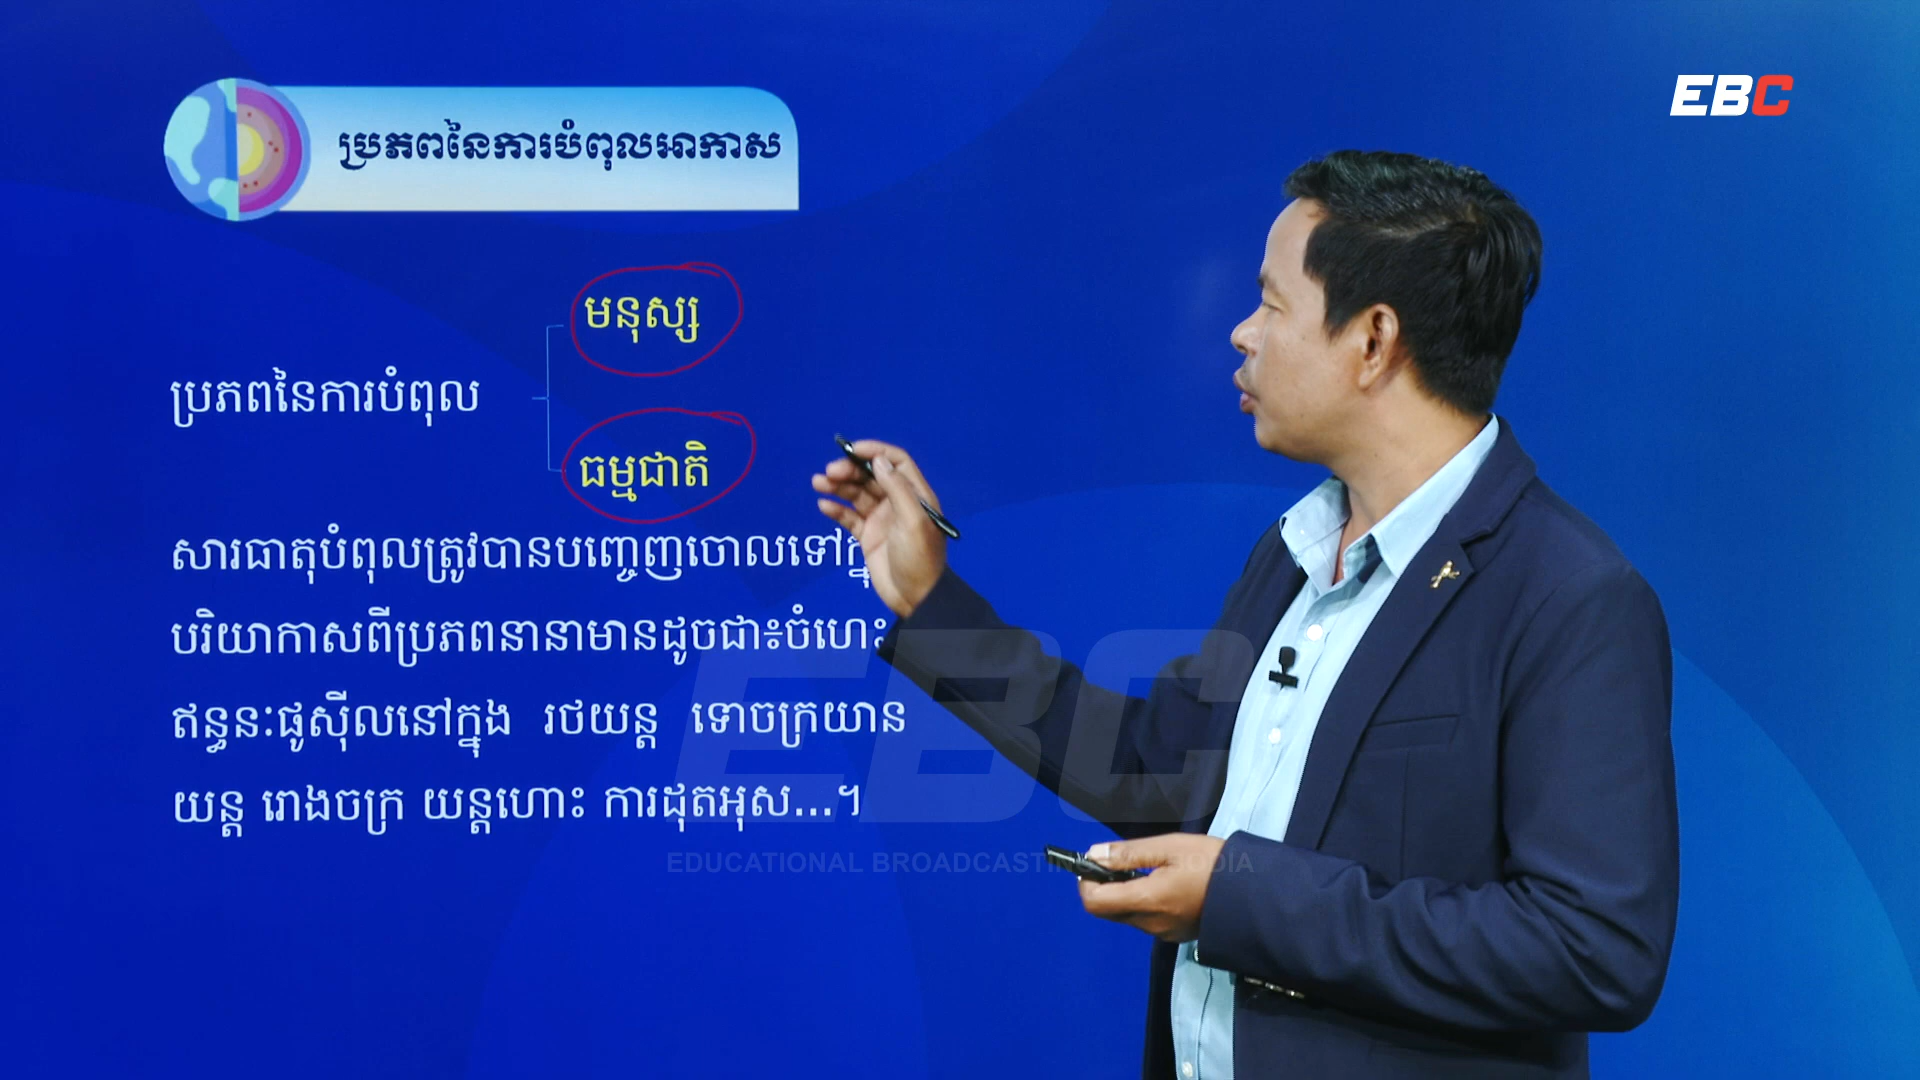 EBC
ប្រភពនៃការបំពុលអាកាស
មនុស្ស
ប្រភពនៃការបំពុល
ធម្មជាតិ
សារធាតុបំពុលត្រូវបានបញ្ចេញចោលទៅ
បរិយាកាសពីប្រភពនានាមានដូចជា៖ចំហេះ
ឥន្ធនៈផូស៊ីលនៅក្នុង រថយន្ត ទោចក្រយាន
យន្ត រោងចក្រ យន្តហោះ ការដុតអុស...។
EBC
EDUCATIONAL BROADCASTING CAMBODIA